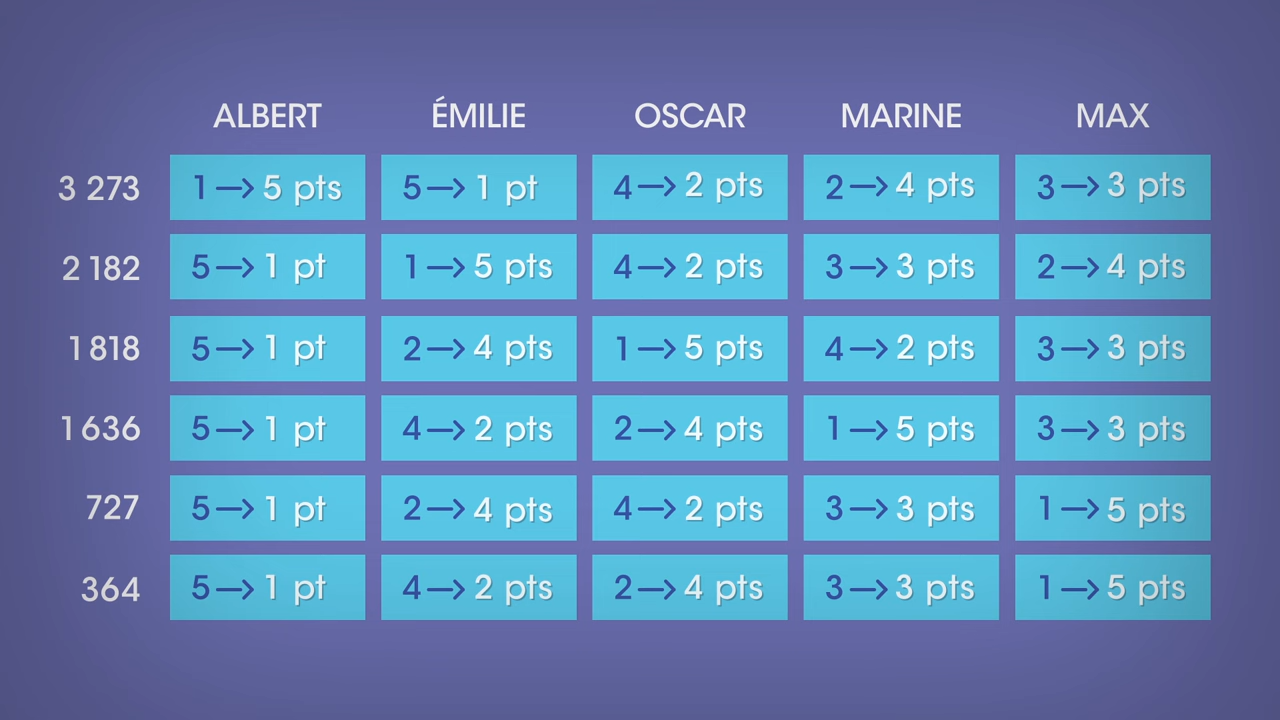 ALBERT ÉMILIE OSCAR MARINE MAX
3 273 1→5 pts 5→1 pt 4→2 pts 2→4 pts 3→3 pts
2 182 5→1 pt 1→5 pts 4→2 pts 3→3 pts 2→4 pts
1 818 5→1 pt 2→4 pts 1→5 pts 4→2 pts 3→3 pts
1 636 5→1 pt 4→2 pts 2→4 pts 1→5 pts 3→3 pts
727 5→1 pt 2→4 pts 4→2 pts 3→3 pts 1→5 pts
364 5→1 pt 4→2 pts 2→4 pts 3→3 pts 1→5 pts